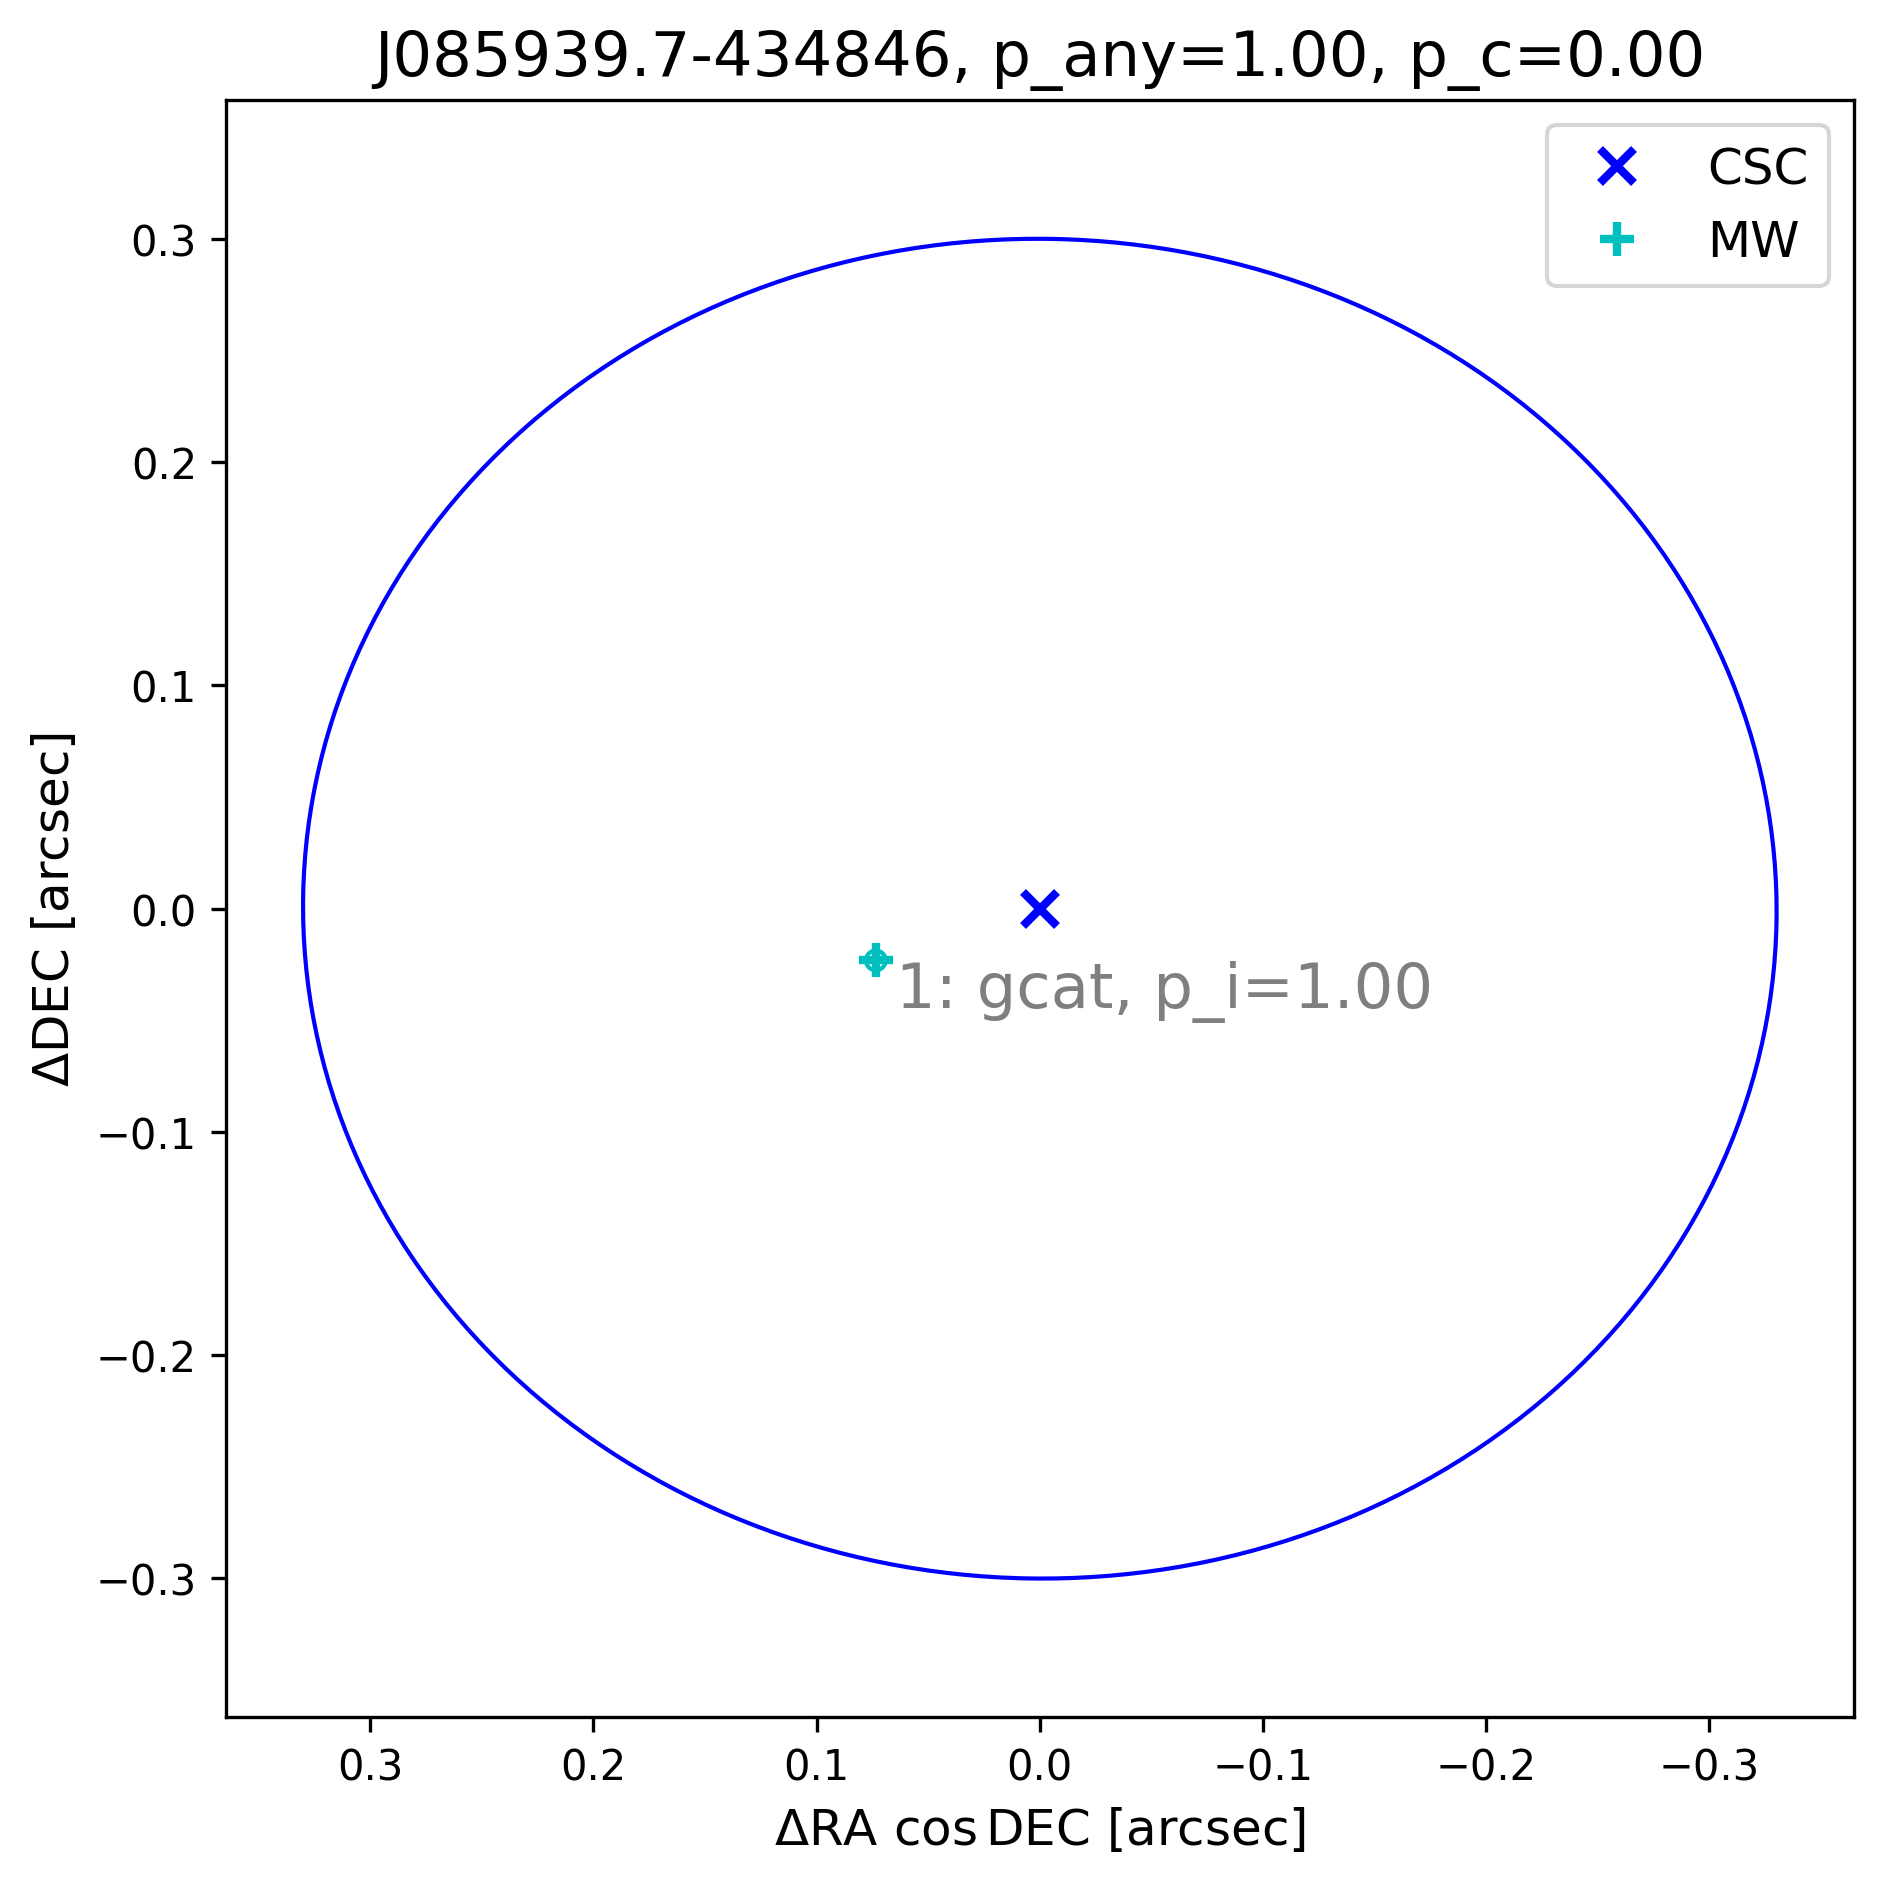 J085939.7-434846, p_any=1.00, p_c=0.00
CSC
MW
0.3
0.2
0.1
0.0
−0.1
−0.2
−0.3
ΔDEC [arcsec]
1: gcat, p_i=1.00
0.3
0.2
0.1
0.0
−0.1
−0.2
−0.3
ΔRA cos DEC [arcsec]